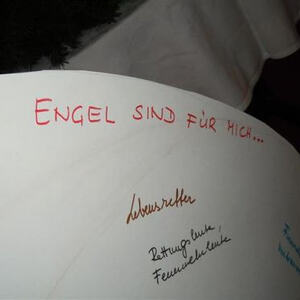 ENGEL SIND FÜR MICH...
Lebensretter
Rettungsleute,
Feuerwehrleute,